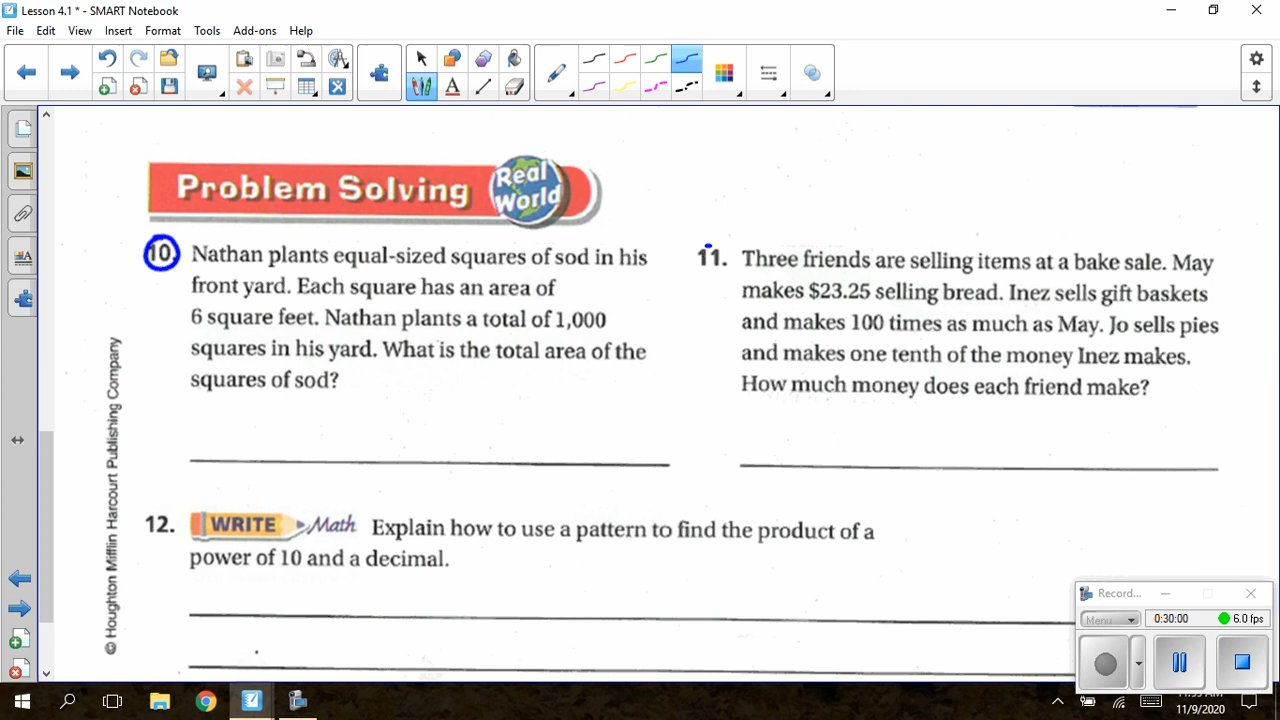 Lesson 4.1 * - SMART Notebook
File Edit View Insert Format Tools Add-ons Help
Problem Solving Real World
10. Nathan plants equal-sized squares of sod in his
front yard. Each square has an area of
6 square feet. Nathan plants a total of 1,000
squares in his yard. What is the total area of the
squares of sod?
11. Three friends are selling items at a bake sale. May
makes $23.25 selling bread. Inez sells gift baskets
and makes 100 times as much as May. Jo sells pies
and makes one tenth of the money Inez makes.
How much money does each friend make?
© Houghton Mifflin Harcourt Publishing Company
12. WRITE Math Explain how to use a pattern to find the product of a
power of 10 and a decimal.
Record...
Menu 0:30:00 6.0 fps
11/9/2020